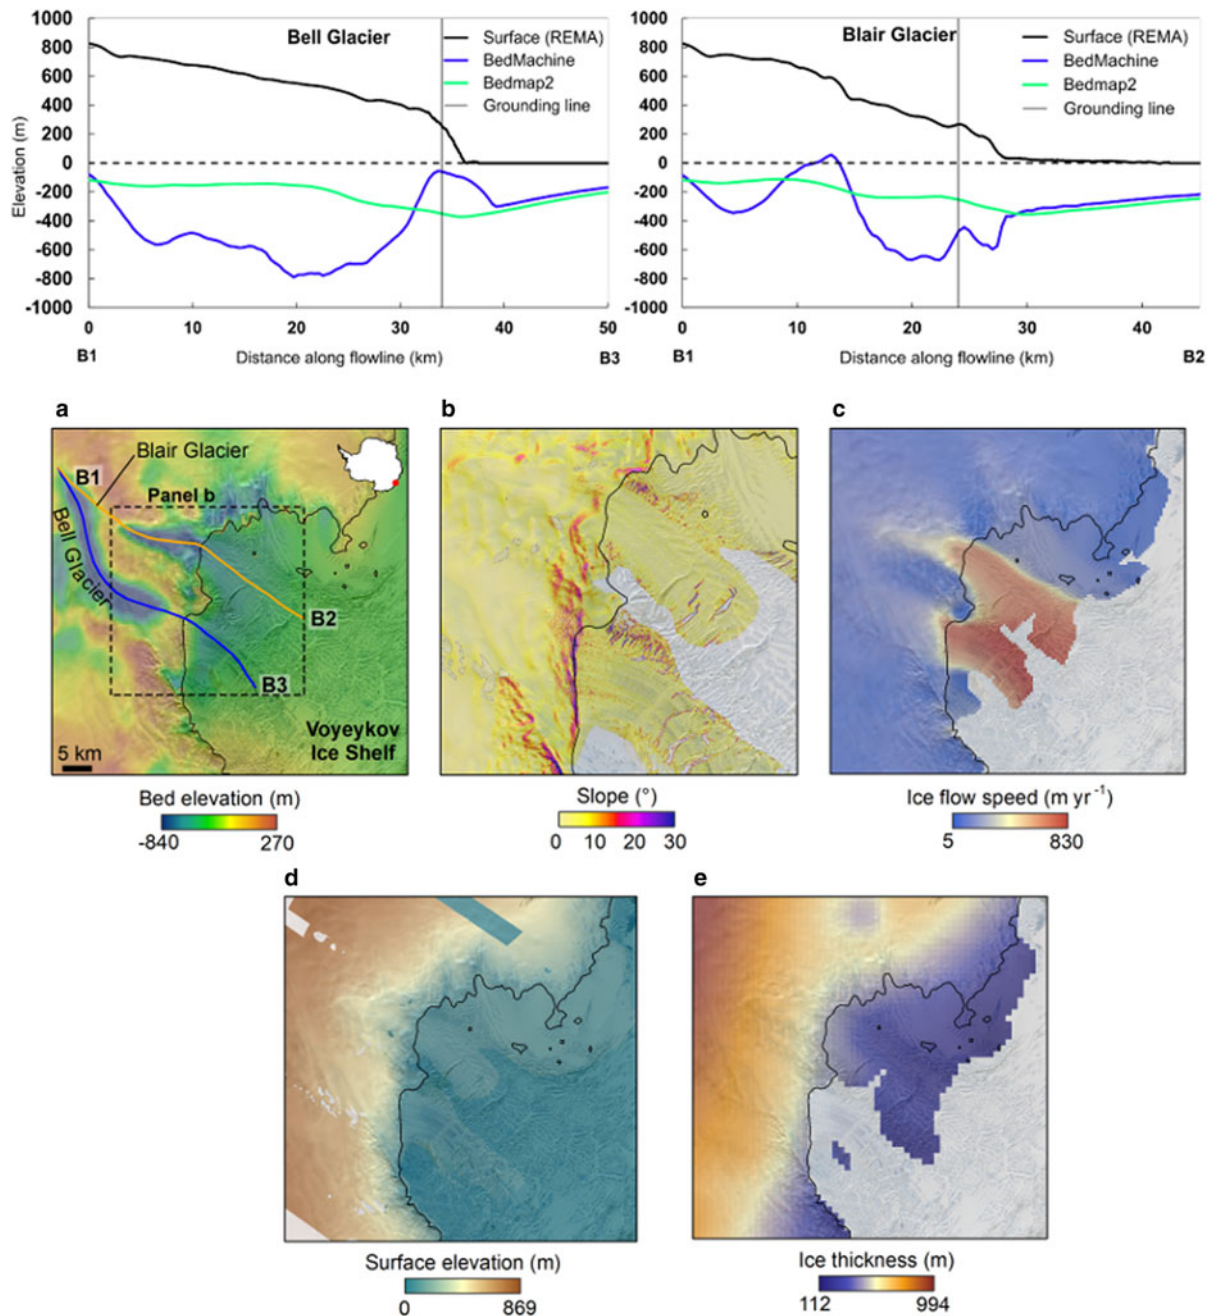 Bell Glacier
Surface (REMA)
BedMachine
Bedmap2
Grounding line
1000
800
600
400
200
0
-200
-400
-600
-800
-1000
Elevation (m)
0 10 20 30 40 50
B1 Distance along flowline (km) B3
Blair Glacier
Surface (REMA)
BedMachine
Bedmap2
Grounding line
1000
800
600
400
200
0
-200
-400
-600
-800
-1000
0 10 20 30 40
B1 Distance along flowline (km) B2
a
Blair Glacier
B1
Panel b
Bell Glacier
B2
B3
Voyeykov
Ice Shelf
5 km
Bed elevation (m)
-840 270
b
Slope (°)
0 10 20 30
c
Ice flow speed (m yr⁻¹)
5 830
d
Surface elevation (m)
0 869
e
Ice thickness (m)
112 994